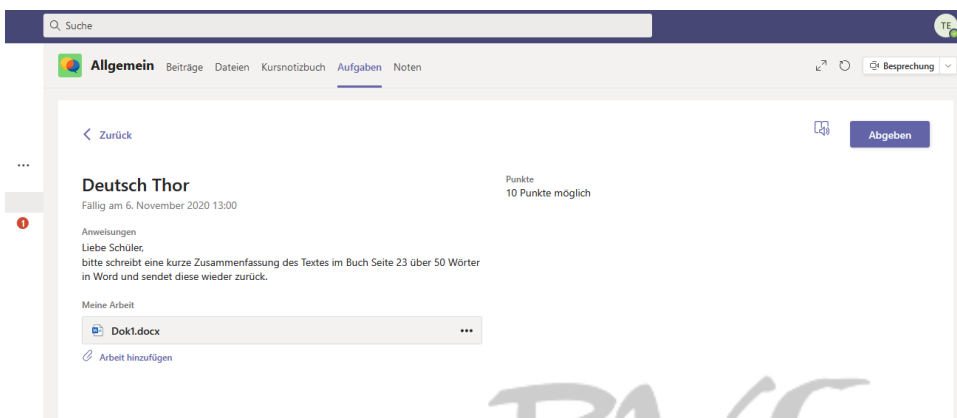 Suche
TE
Allgemein Beiträge Dateien Kursnotizbuch Aufgaben Noten
Besprechung
Zurück
Abgeben
...
Deutsch Thor
Fällig am 6. November 2020 13:00
Punkte
10 Punkte möglich
1
Anweisungen
Liebe Schüler,
bitte schreibt eine kurze Zusammenfassung des Textes im Buch Seite 23 über 50 Wörter
in Word und sendet diese wieder zurück.
Meine Arbeit
Dok1.docx
...
Arbeit hinzufügen